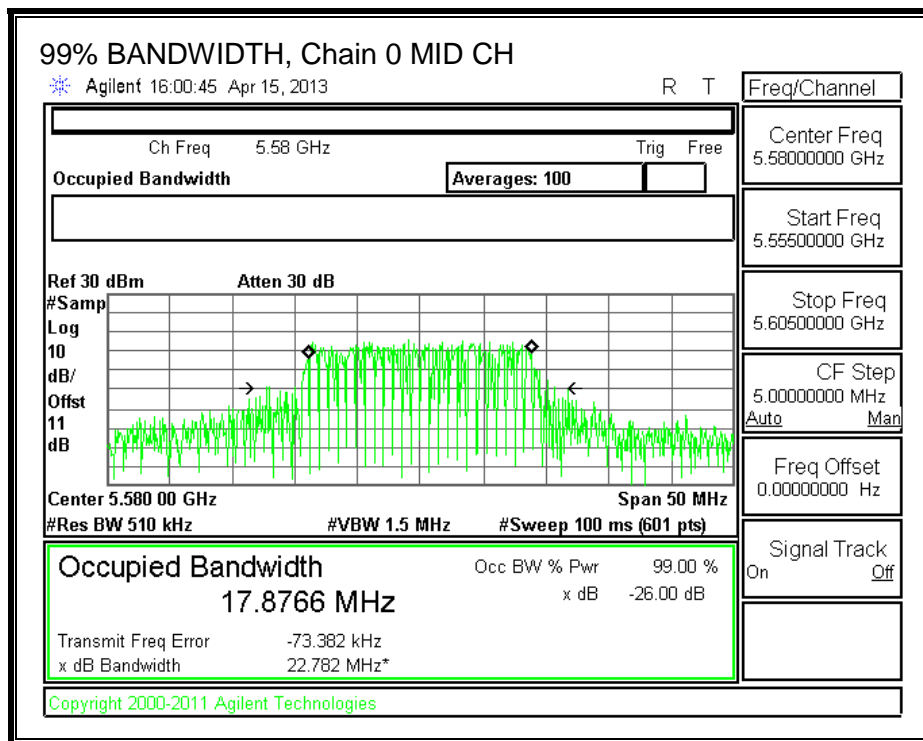 99% BANDWIDTH, Chain 0 MID CH
Agilent 16:00:45 Apr 15, 2013 R T
Freq/Channel
Ch Freq 5.58 GHz Trig Free
Occupied Bandwidth Averages: 100
Center Freq
5.58000000 GHz
Start Freq
5.55500000 GHz
Stop Freq
5.60500000 GHz
CF Step
5.00000000 MHz
Auto Man
Freq Offset
0.00000000 Hz
Signal Track
On Off
Ref 30 dBm Atten 30 dB
#Samp
Log
10
dB/
Offst
11
dB
Center 5.580 00 GHz Span 50 MHz
#Res BW 510 kHz #VBW 1.5 MHz #Sweep 100 ms (601 pts)
Occupied Bandwidth Occ BW % Pwr 99.00 %
17.8766 MHz x dB -26.00 dB
Transmit Freq Error -73.382 kHz
x dB Bandwidth 22.782 MHz*
Copyright 2000-2011 Agilent Technologies